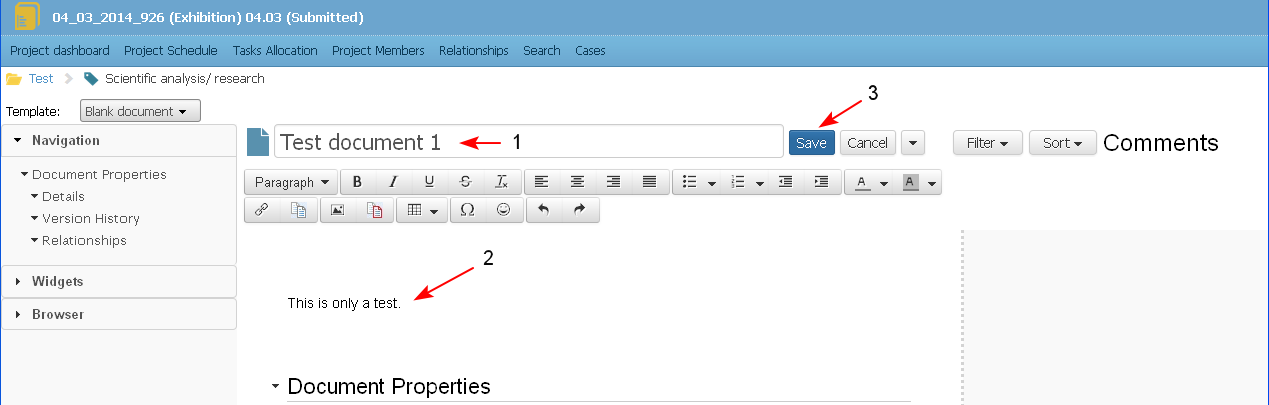 04_03_2014_926 (Exhibition) 04.03 (Submitted)
Project dashboard Project Schedule Tasks Allocation Project Members Relationships Search Cases
Test Scientific analysis/ research
Template: Blank document
3
Navigation
Test document 1
1
Save Cancel
Filter Sort Comments
Document Properties
Details
Version History
Relationships
Paragraph B I U S Ix A A
Ω
Widgets
Browser
2
This is only a test.
Document Properties